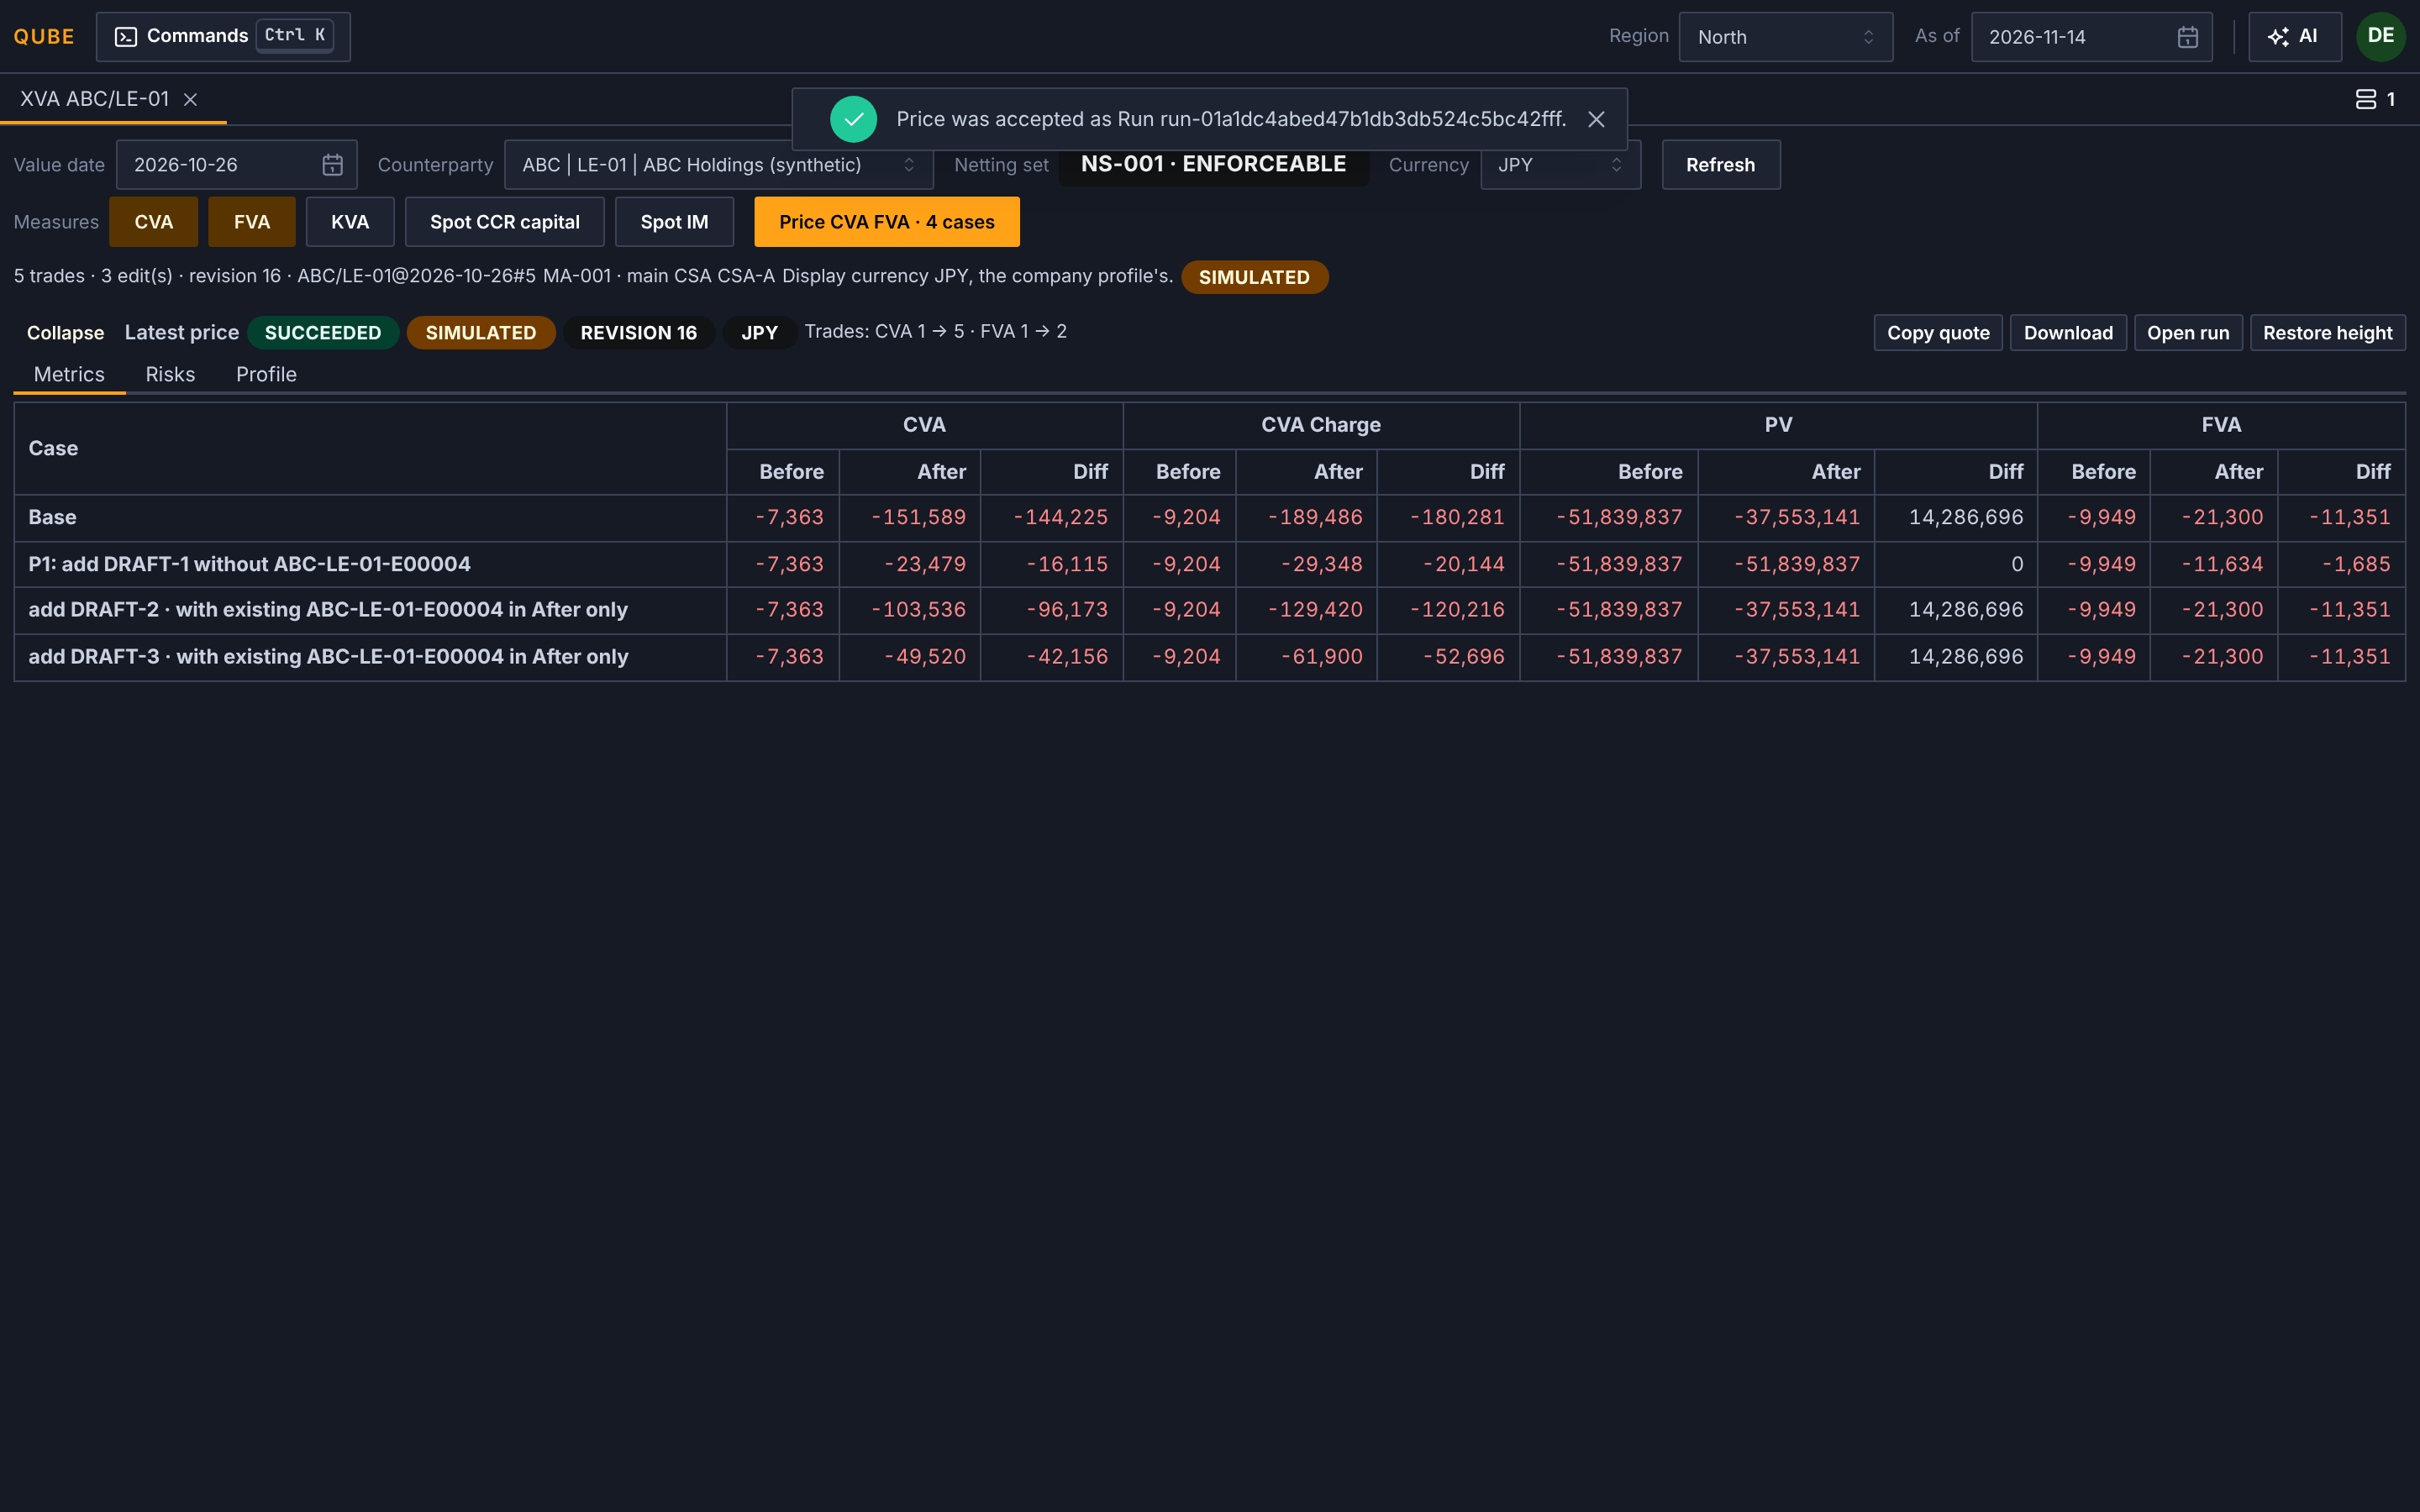 QUBE Commands Ctrl K Region North As of 2026-11-14 AI DE
XVA ABC/LE-01 1
Price was accepted as Run run-01a1dc4abed47b1db3db524c5bc42fff.
Value date 2026-10-26 Counterparty ABC | LE-01 | ABC Holdings (synthetic) Netting set NS-001 · ENFORCEABLE Currency JPY Refresh
Measures CVA FVA KVA Spot CCR capital Spot IM Price CVA FVA · 4 cases
5 trades · 3 edit(s) · revision 16 · ABC/LE-01@2026-10-26#5 MA-001 · main CSA CSA-A Display currency JPY, the company profile's. SIMULATED
Collapse Latest price SUCCEEDED SIMULATED REVISION 16 JPY Trades: CVA 1 → 5 · FVA 1 → 2 Copy quote Download Open run Restore height
Metrics Risks Profile
Case CVA CVA Charge PV FVA
Before After Diff Before After Diff Before After Diff Before After Diff
Base -7,363 -151,589 -144,225 -9,204 -189,486 -180,281 -51,839,837 -37,553,141 14,286,696 -9,949 -21,300 -11,351
P1: add DRAFT-1 without ABC-LE-01-E00004 -7,363 -23,479 -16,115 -9,204 -29,348 -20,144 -51,839,837 -51,839,837 0 -9,949 -11,634 -1,685
add DRAFT-2 · with existing ABC-LE-01-E00004 in After only -7,363 -103,536 -96,173 -9,204 -129,420 -120,216 -51,839,837 -37,553,141 14,286,696 -9,949 -21,300 -11,351
add DRAFT-3 · with existing ABC-LE-01-E00004 in After only -7,363 -49,520 -42,156 -9,204 -61,900 -52,696 -51,839,837 -37,553,141 14,286,696 -9,949 -21,300 -11,351